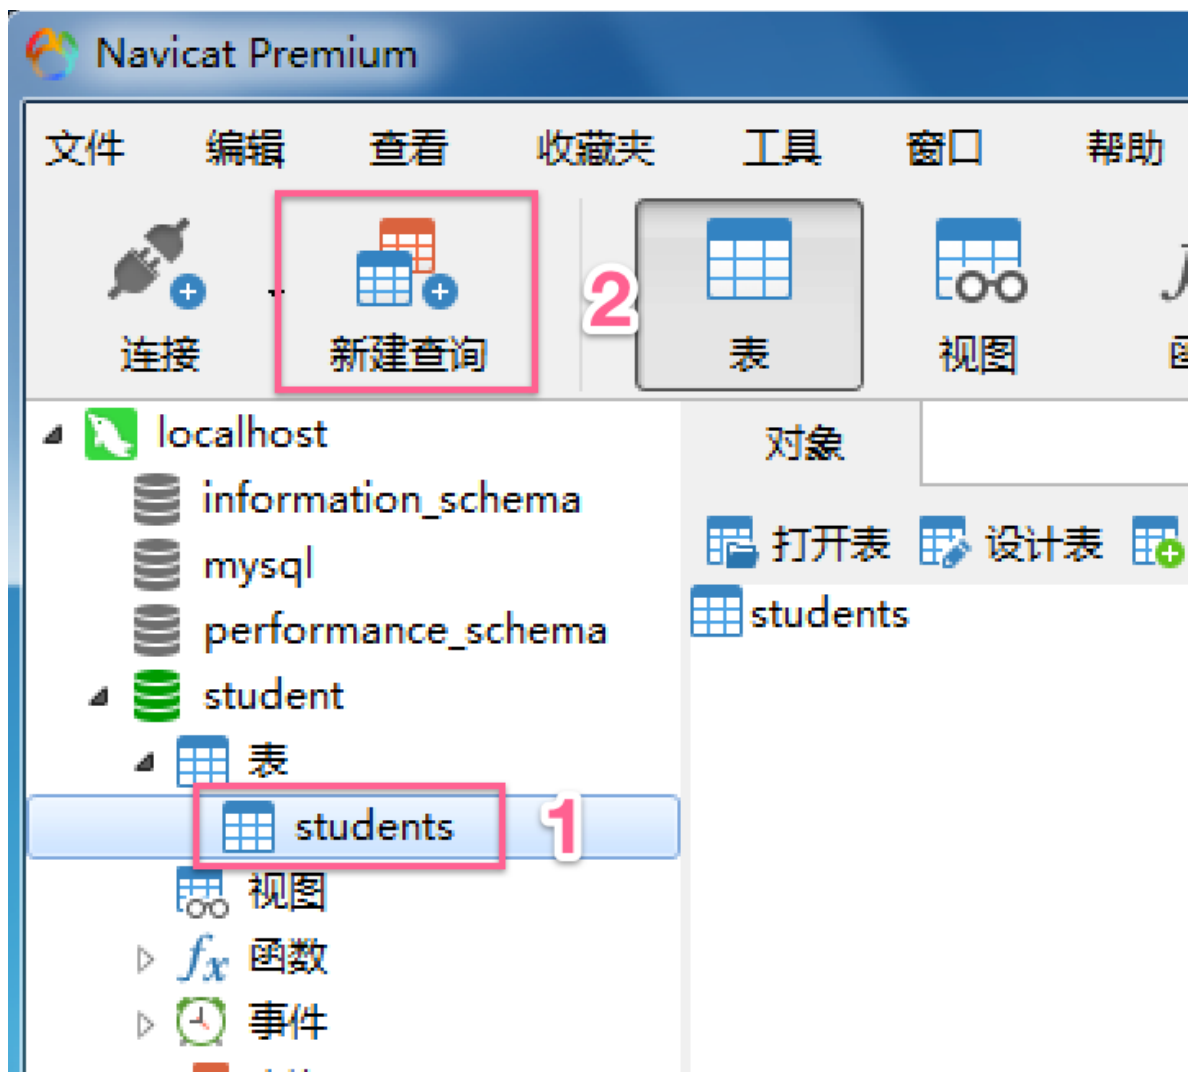 Navicat Premium
文件 编辑 查看 收藏夹 工具 窗口 帮助
连接 新建查询 2 表 视图
localhost
对象
information_schema
打开表 设计表
mysql
students
performance_schema
student
表
students 1
视图
fx 函数
事件